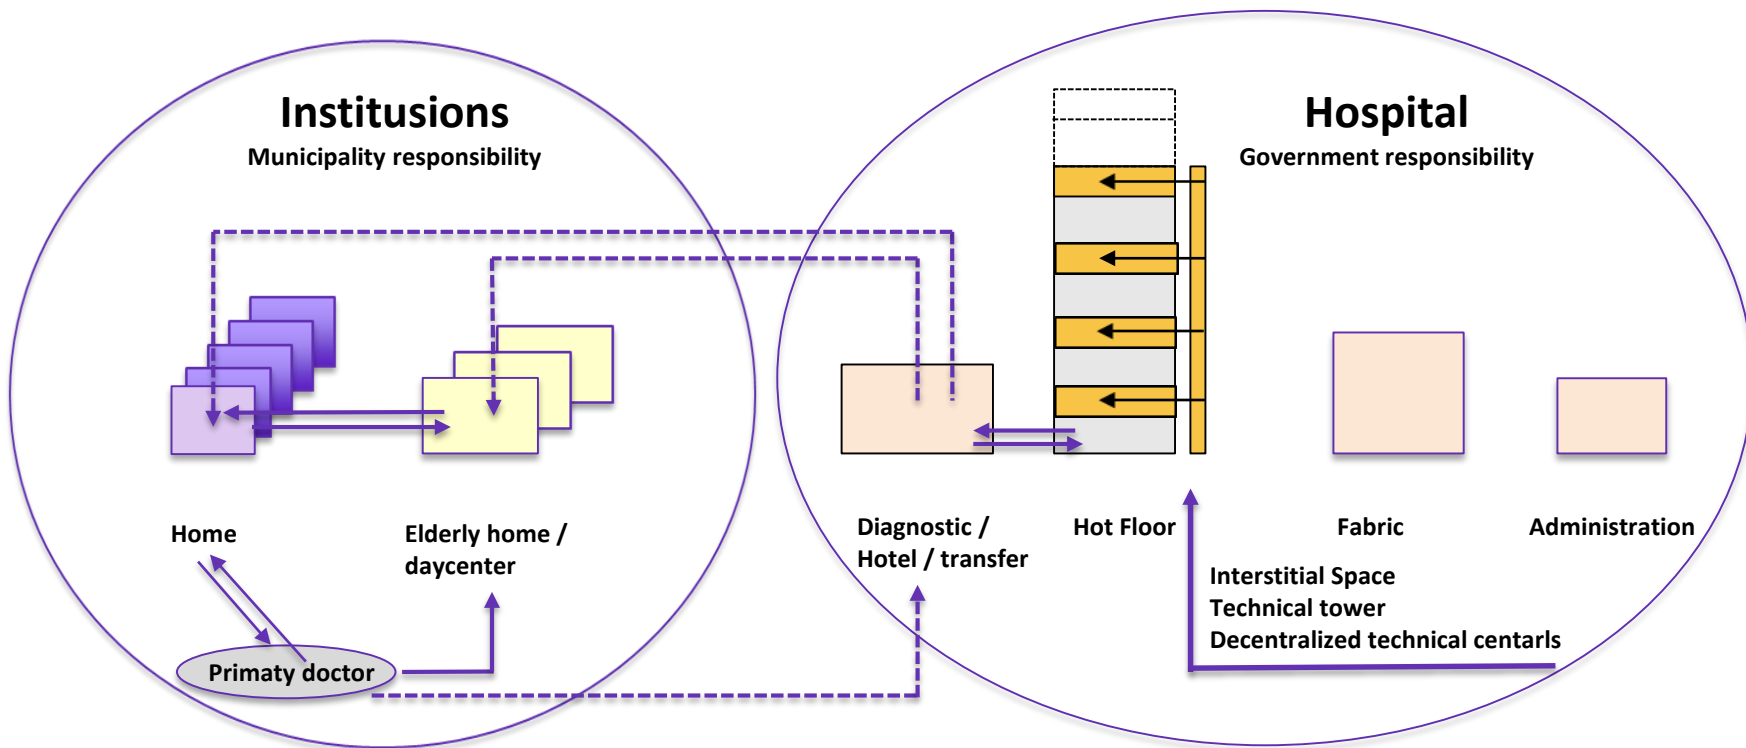 Institusions
Municipality responsibility
Hospital
Government responsibility
Home
Elderly home /
daycenter
Primaty doctor
Diagnostic /
Hotel / transfer
Hot Floor
Fabric
Administration
Interstitial Space
Technical tower
Decentralized technical centarls